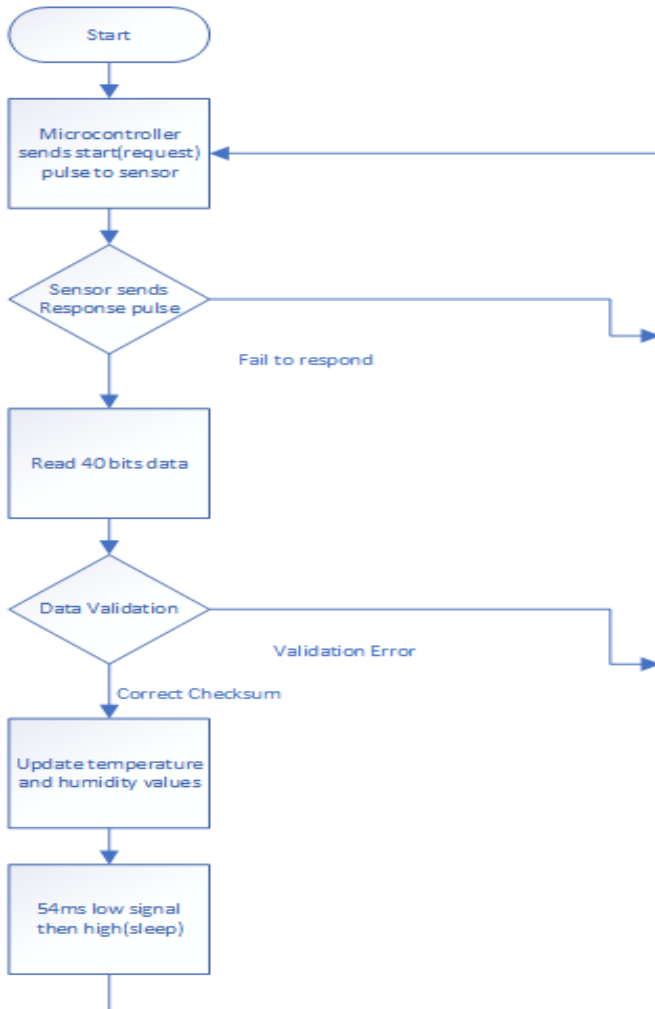 Start
Microcontroller
sends start(request)
pulse to sensor
Sensor sends
Response pulse
Fail to respond
Read 40 bits data
Data Validation
Validation Error
Correct Checksum
Update temperature
and humidity values
54ms low signal
then high(sleep)